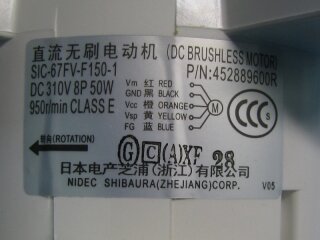 直流无刷电动机 (DC BRUSHLESS MOTOR)
SIC-67FV-F150-1
P/N:452889600R
DC 310V 8P 50W
950r/min CLASS E
Vm 红 RED
GND 黑 BLACK
Vcc 橙 ORANGE
Vsp 黄 YELLOW
FG 蓝 BLUE
M
CCC
旋转方向
G C (A)XF 28
日本电产芝浦(浙江)有限公司
NIDEC SHIBAURA(ZHEJIANG)CORP.
V05